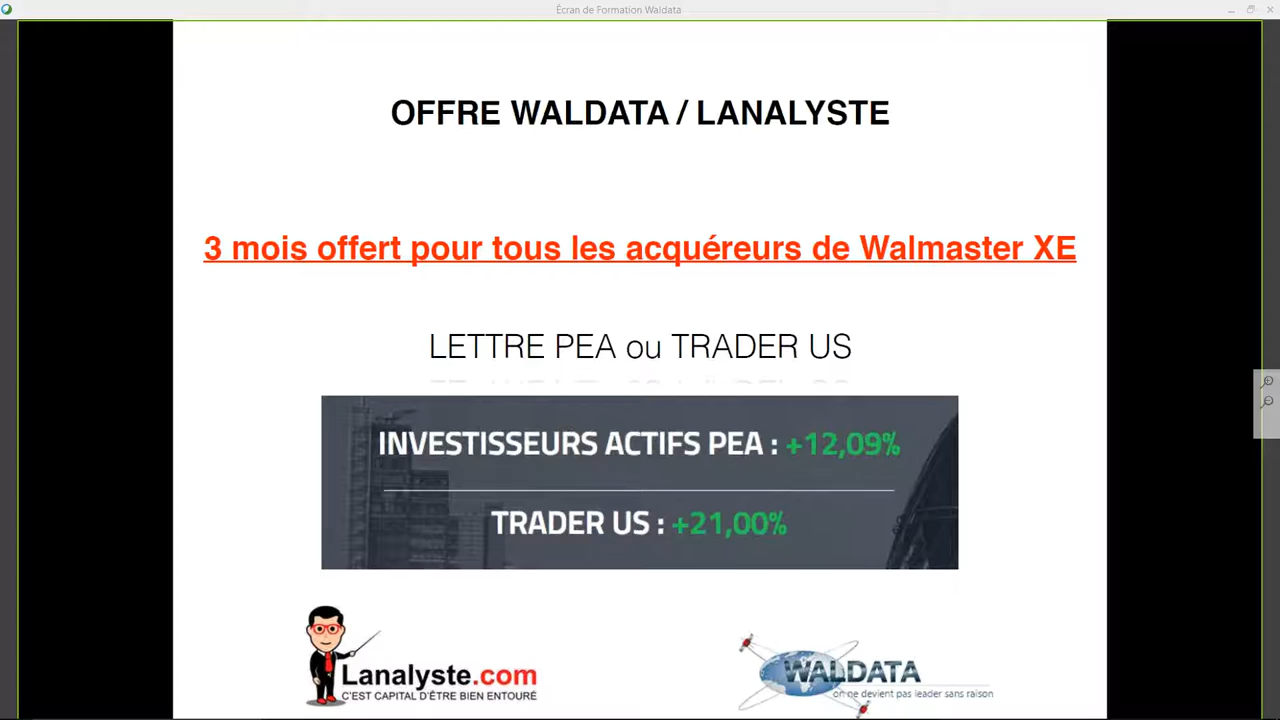 Écran de Formation Waldata
OFFRE WALDATA / LANALYSTE
3 mois offert pour tous les acquéreurs de Walmaster XE
LETTRE PEA ou TRADER US
INVESTISSEURS ACTIFS PEA : +12,09%
TRADER US : +21,00%
Lanalyste.com
C'EST CAPITAL D'ÊTRE BIEN ENTOURÉ
WALDATA
on ne devient pas leader sans raison